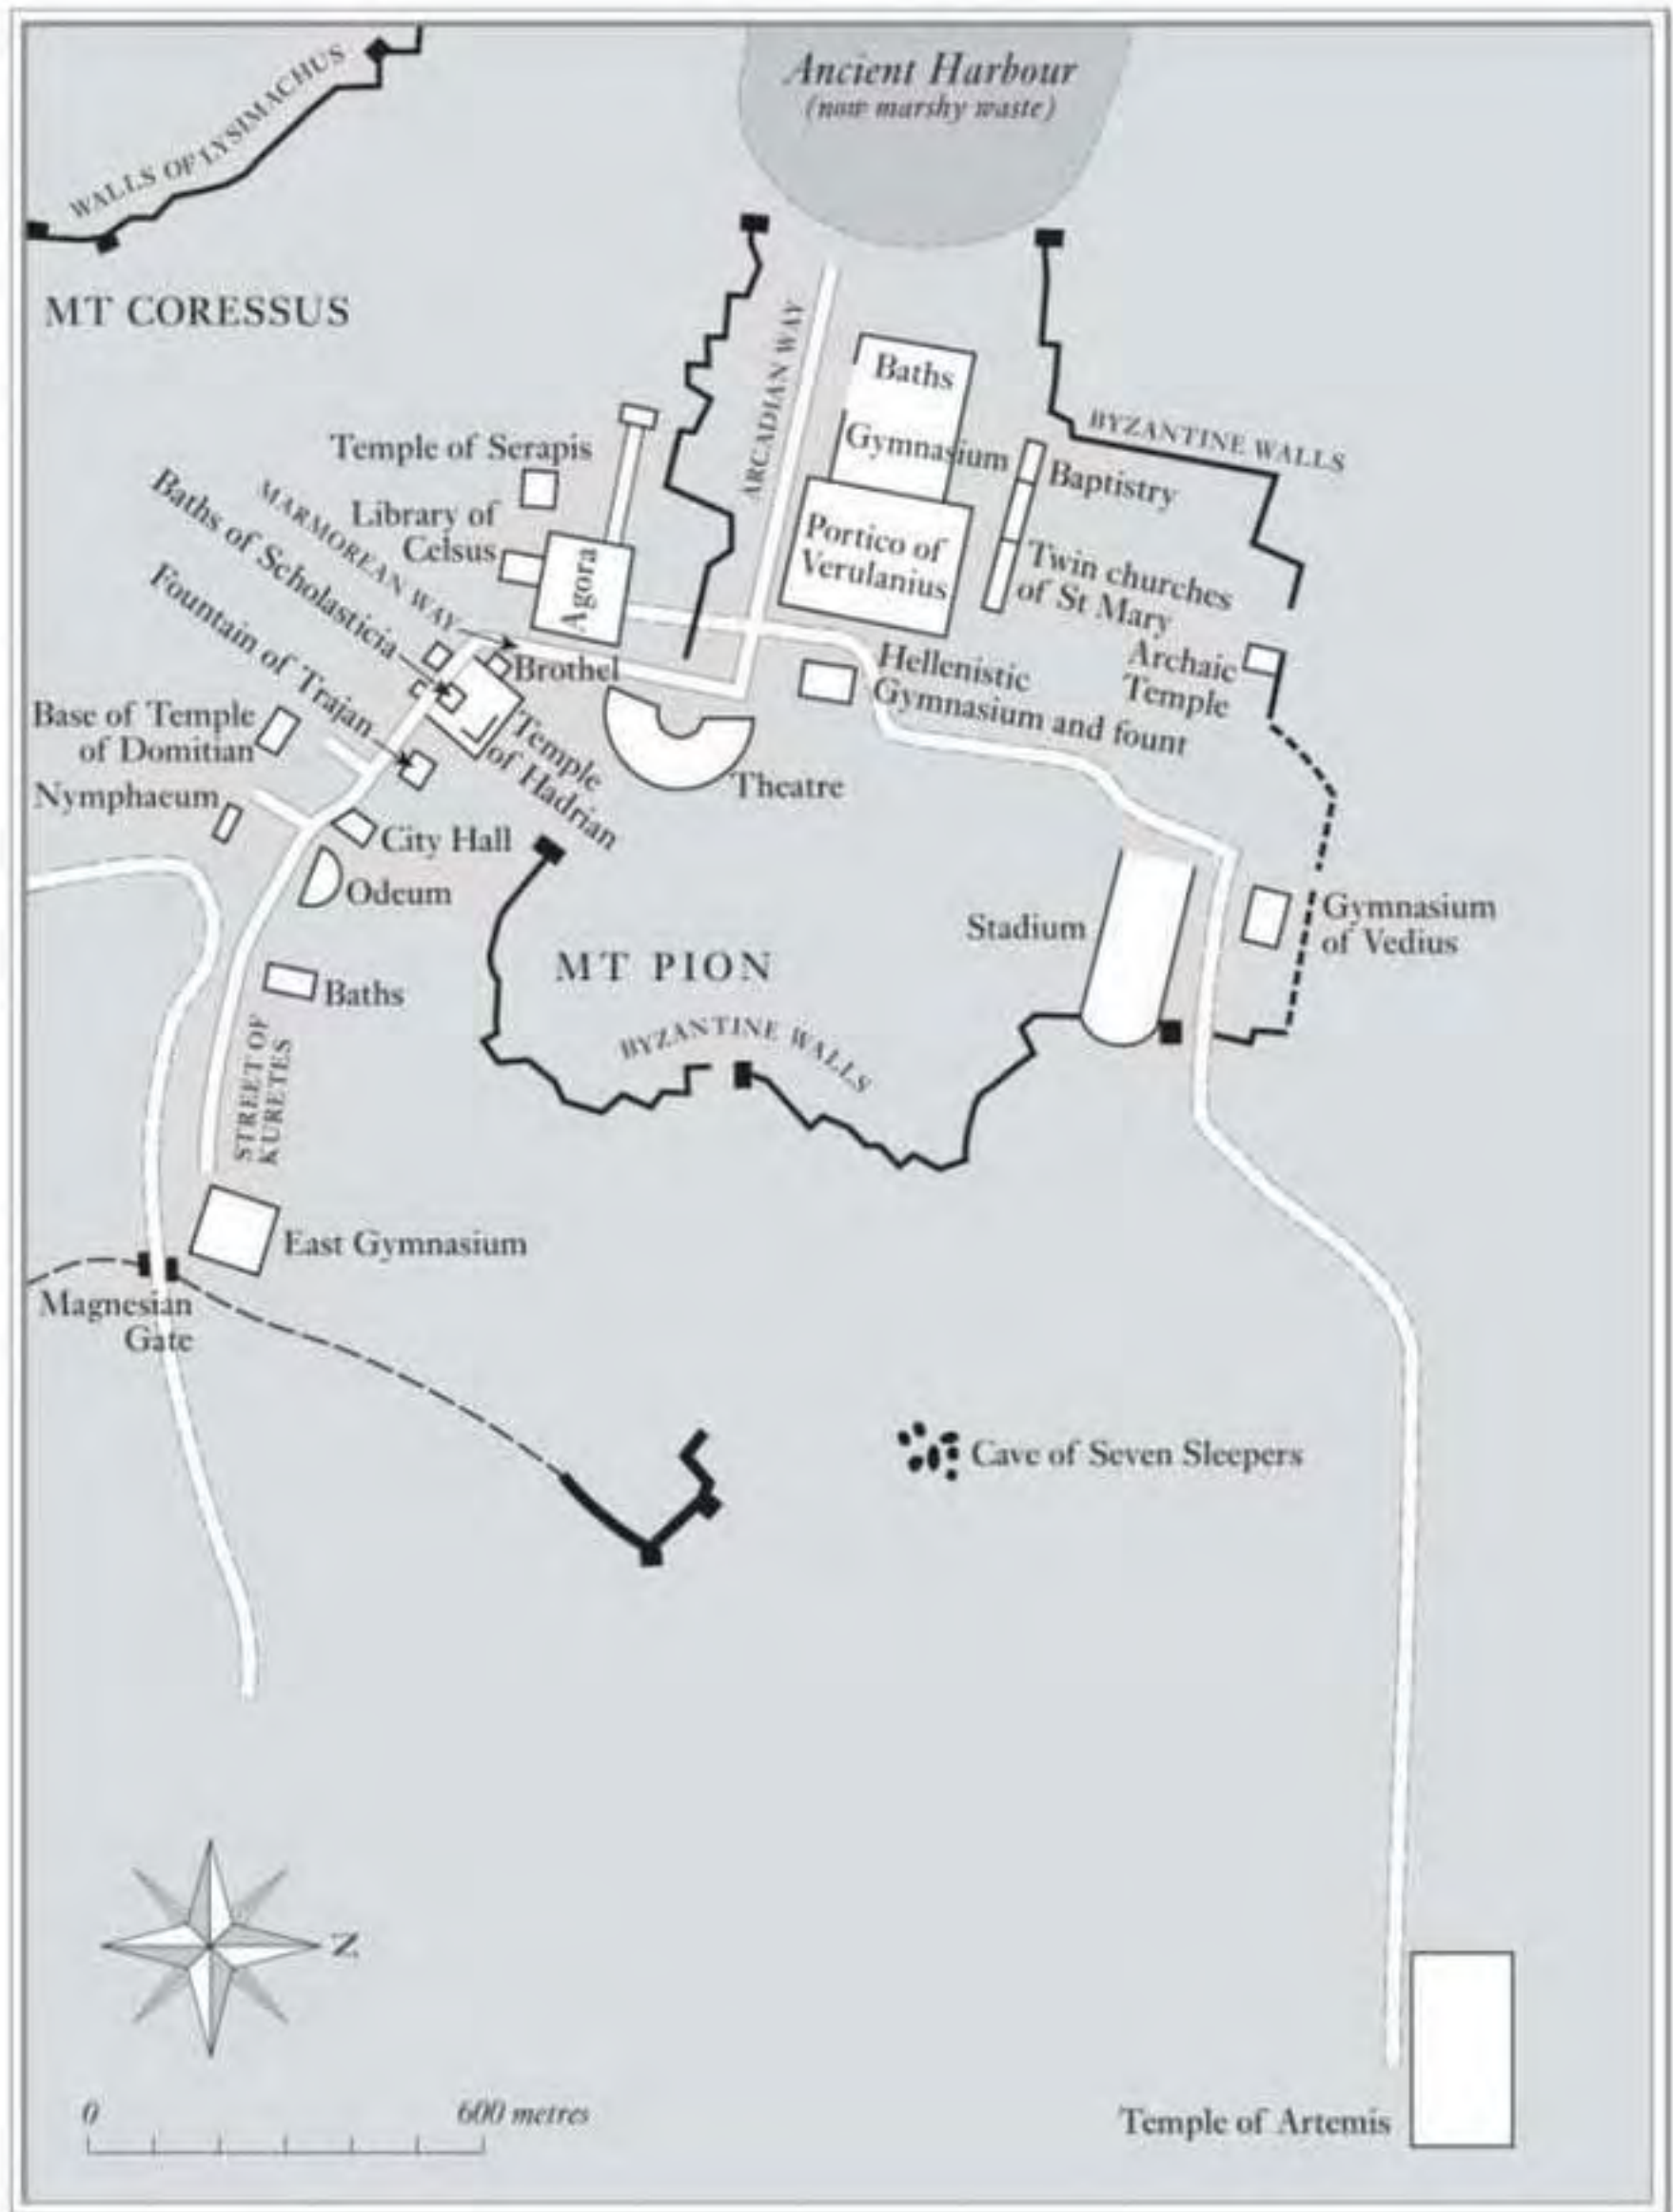 Ancient Harbour
(now marshy waste)
WALLS OF LYSIMACHUS
MT CORESSUS
ARCADIAN WAY
Baths
Gymnasium
BYZANTINE WALLS
Baptistry
Temple of Serapis
Library of
Celsus
MARMOREAN WAY
Baths of Scholasticia
Fountain of Trajan
Agora
Portico of
Verulanius
Twin churches
of St Mary
Archaic
Temple
Brothel
Hellenistic
Gymnasium and fount
Base of Temple
of Domitian
Temple
of Hadrian
Theatre
Nymphaeum
City Hall
Odeum
Stadium
Gymnasium
of Vedius
MT PION
Baths
BYZANTINE WALLS
STREET OF
KURETES
East Gymnasium
Magnesian
Gate
Cave of Seven Sleepers
N
0
600 metres
Temple of Artemis